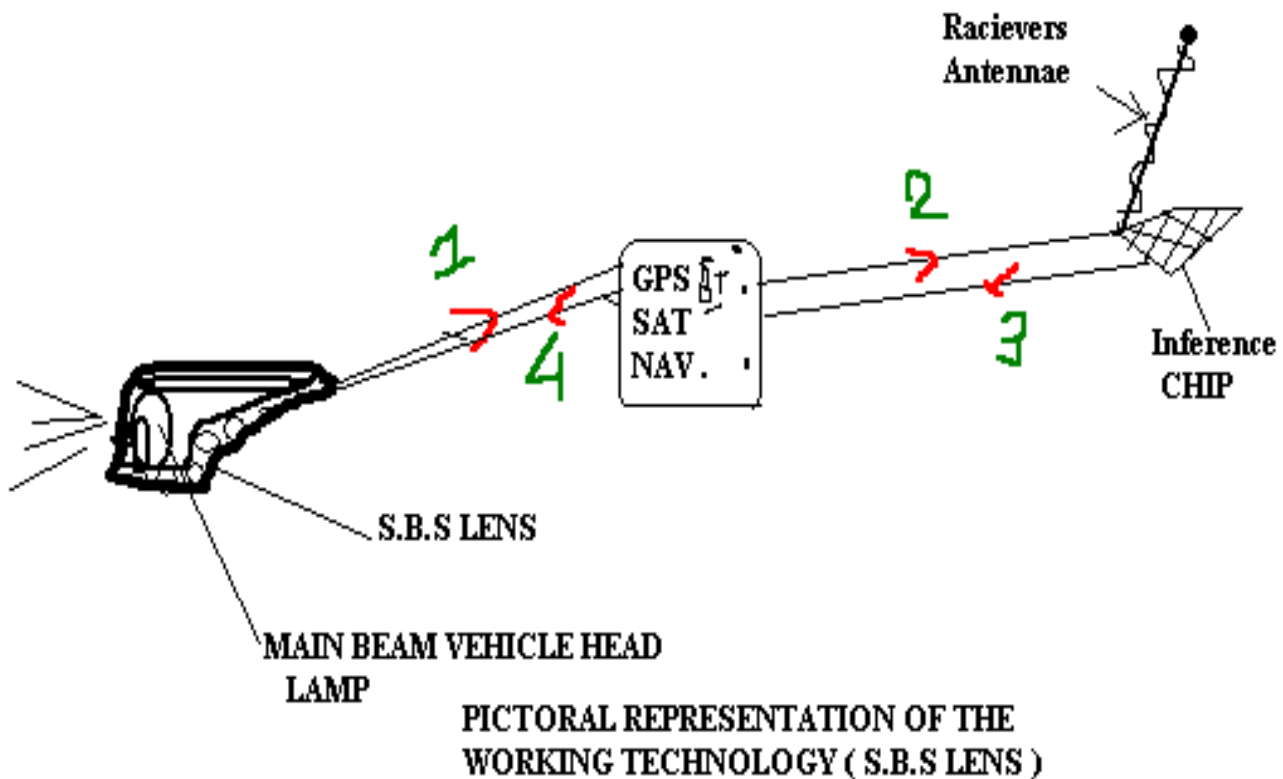 Racievers
Antennae
2
1
GPS
SAT
NAV.
4
3
Inference
CHIP
S.B.S LENS
MAIN BEAM VEHICLE HEAD
LAMP
PICTORAL REPRESENTATION OF THE
WORKING TECHNOLOGY ( S.B.S LENS )